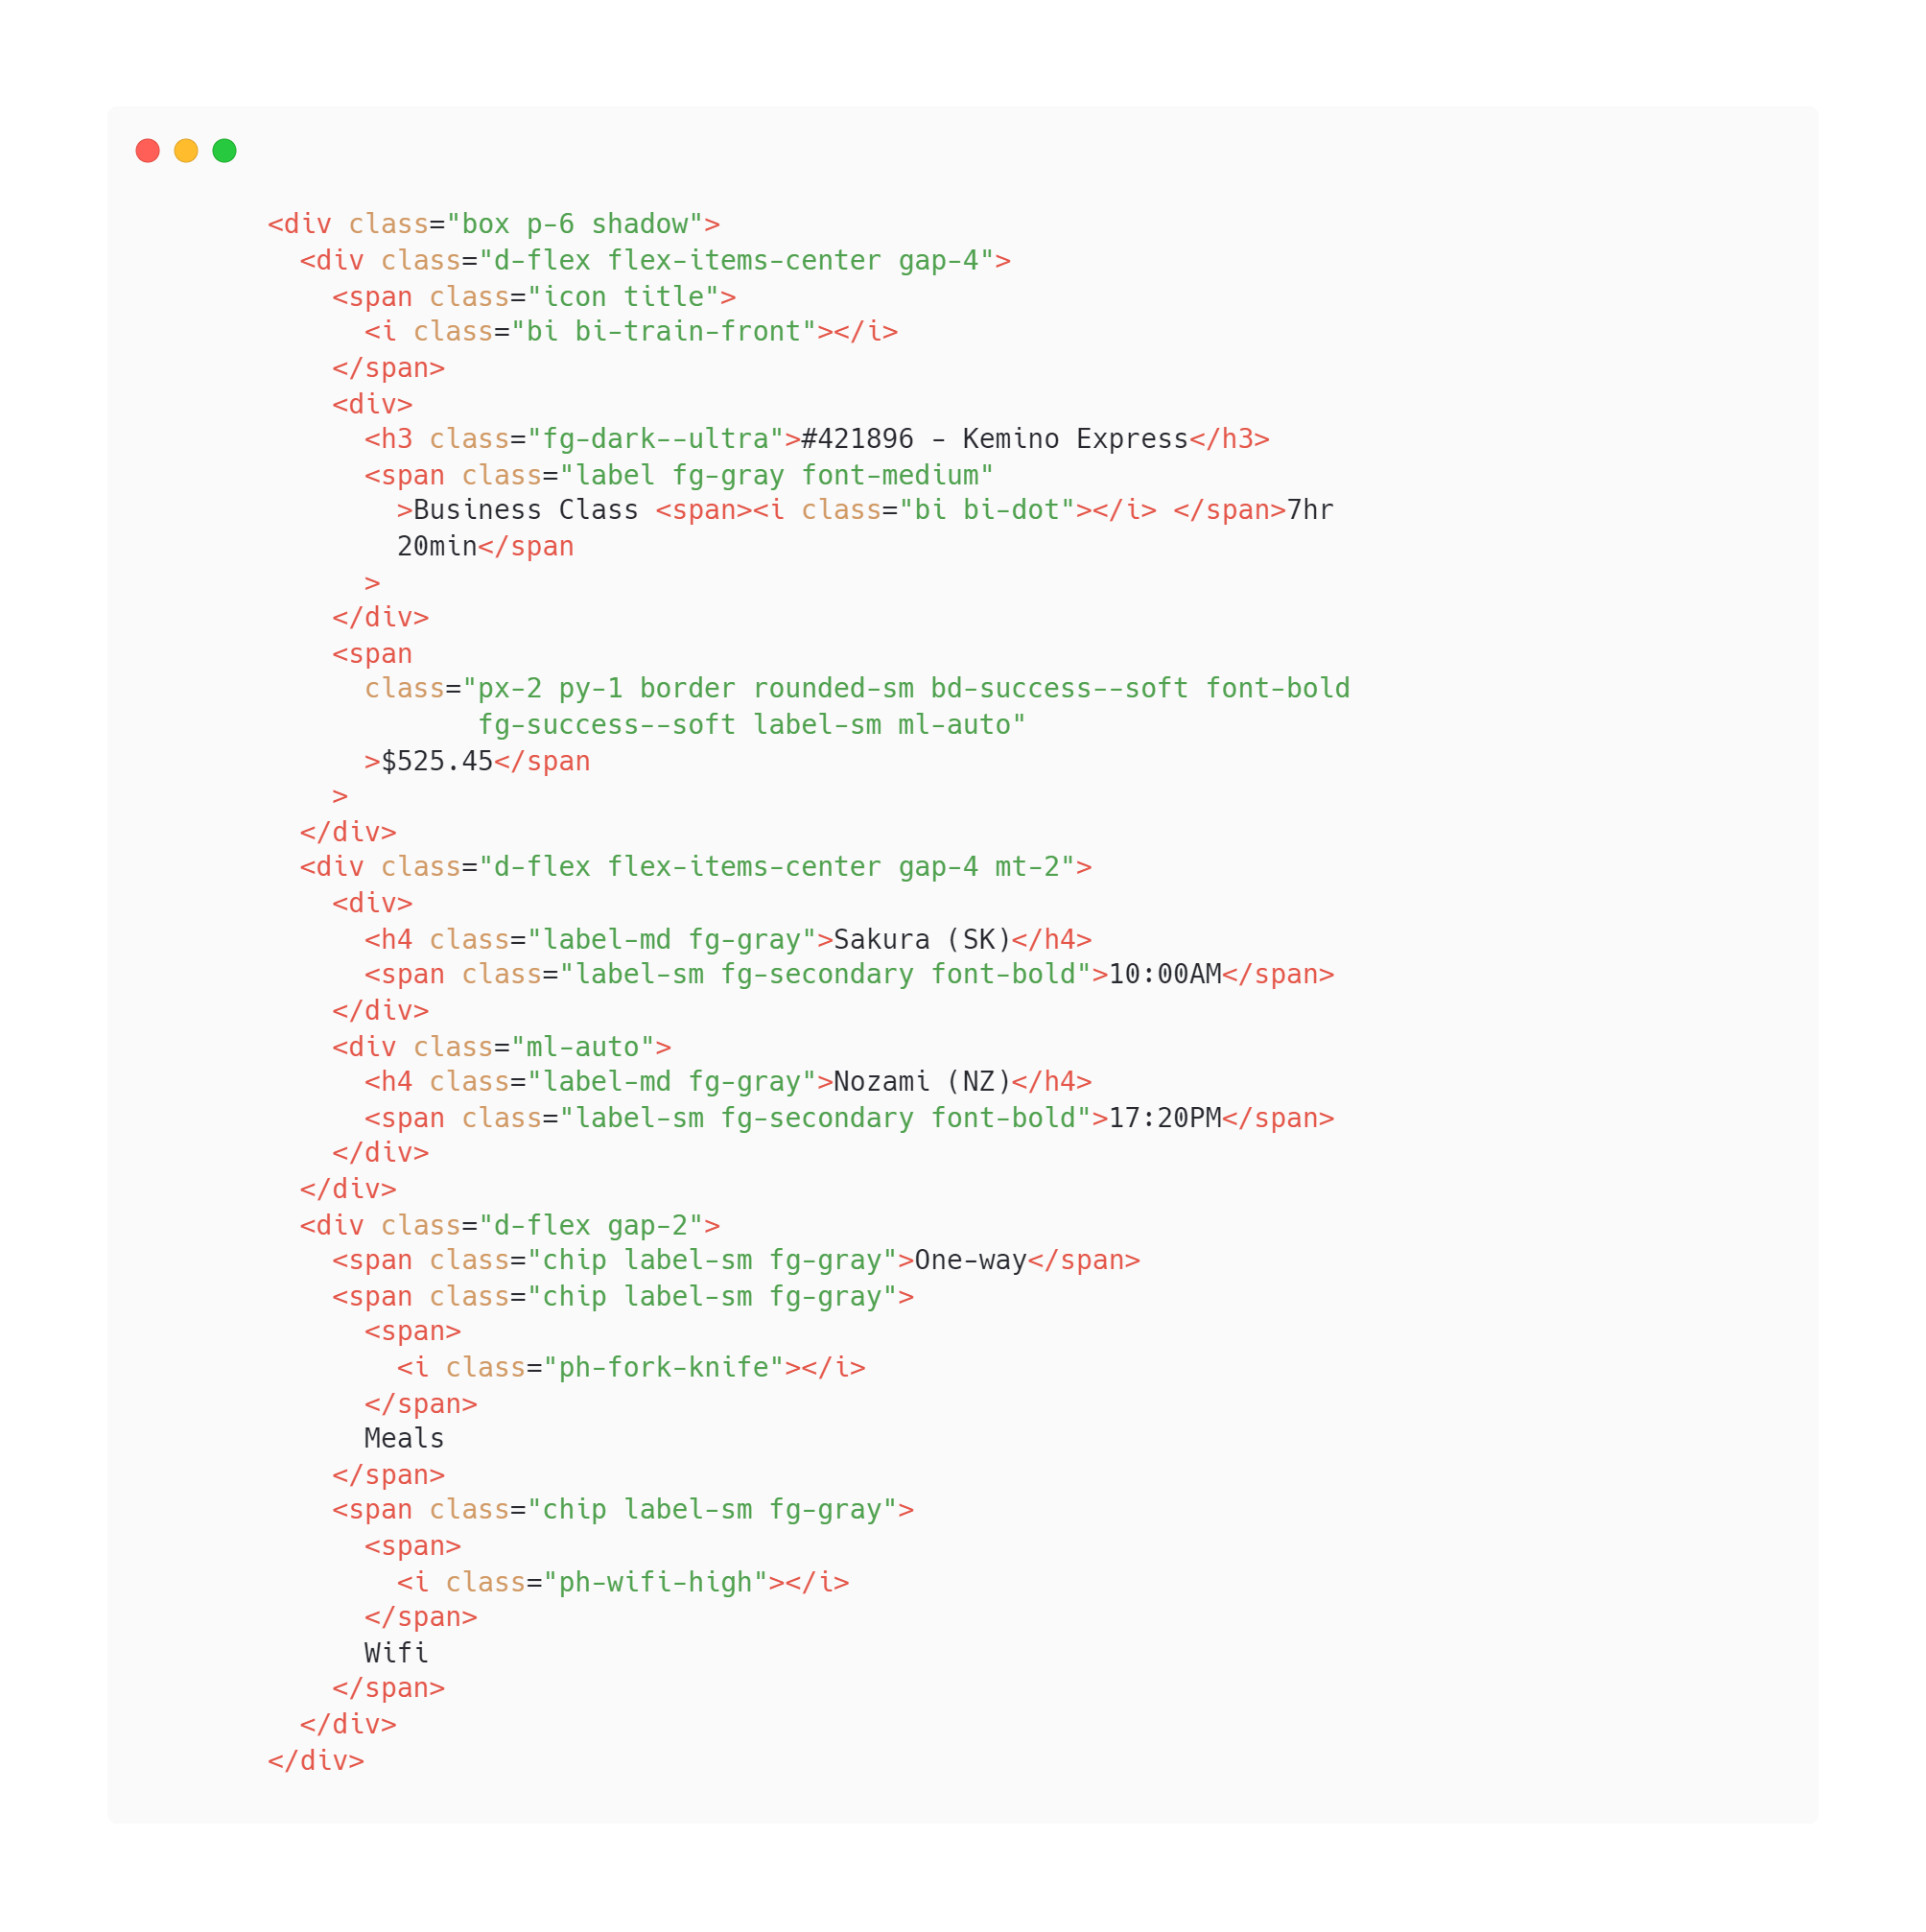 <div class="box p-6 shadow">
  <div class="d-flex flex-items-center gap-4">
    <span class="icon title">
      <i class="bi bi-train-front"></i>
    </span>
    <div>
      <h3 class="fg-dark--ultra">#421896 - Kemino Express</h3>
      <span class="label fg-gray font-medium"
        >Business Class <span><i class="bi bi-dot"></i> </span>7hr
        20min</span
      >
    </div>
    <span
      class="px-2 py-1 border rounded-sm bd-success--soft font-bold
             fg-success--soft label-sm ml-auto"
      >$525.45</span
    >
  </div>
  <div class="d-flex flex-items-center gap-4 mt-2">
    <div>
      <h4 class="label-md fg-gray">Sakura (SK)</h4>
      <span class="label-sm fg-secondary font-bold">10:00AM</span>
    </div>
    <div class="ml-auto">
      <h4 class="label-md fg-gray">Nozami (NZ)</h4>
      <span class="label-sm fg-secondary font-bold">17:20PM</span>
    </div>
  </div>
  <div class="d-flex gap-2">
    <span class="chip label-sm fg-gray">One-way</span>
    <span class="chip label-sm fg-gray">
      <span>
        <i class="ph-fork-knife"></i>
      </span>
      Meals
    </span>
    <span class="chip label-sm fg-gray">
      <span>
        <i class="ph-wifi-high"></i>
      </span>
      Wifi
    </span>
  </div>
</div>